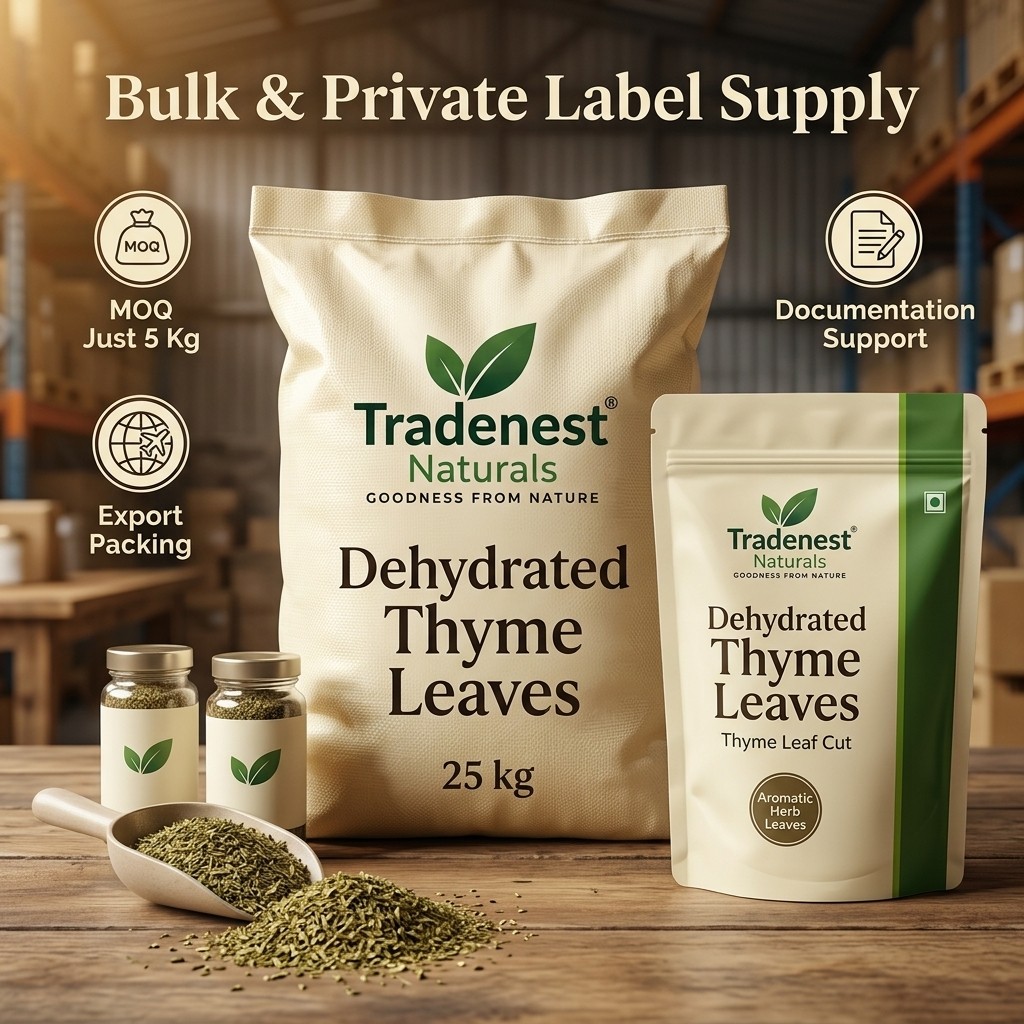 Bulk & Private Label Supply
MOQ
MOQ
Just 5 Kg
Export
Packing
Documentation
Support
Tradenest®
Naturals
GOODNESS FROM NATURE
Dehydrated
Thyme
Leaves
25 kg
Tradenest®
Naturals
GOODNESS FROM NATURE
Dehydrated
Thyme
Leaves
Thyme Leaf Cut
Aromatic
Herb
Leaves